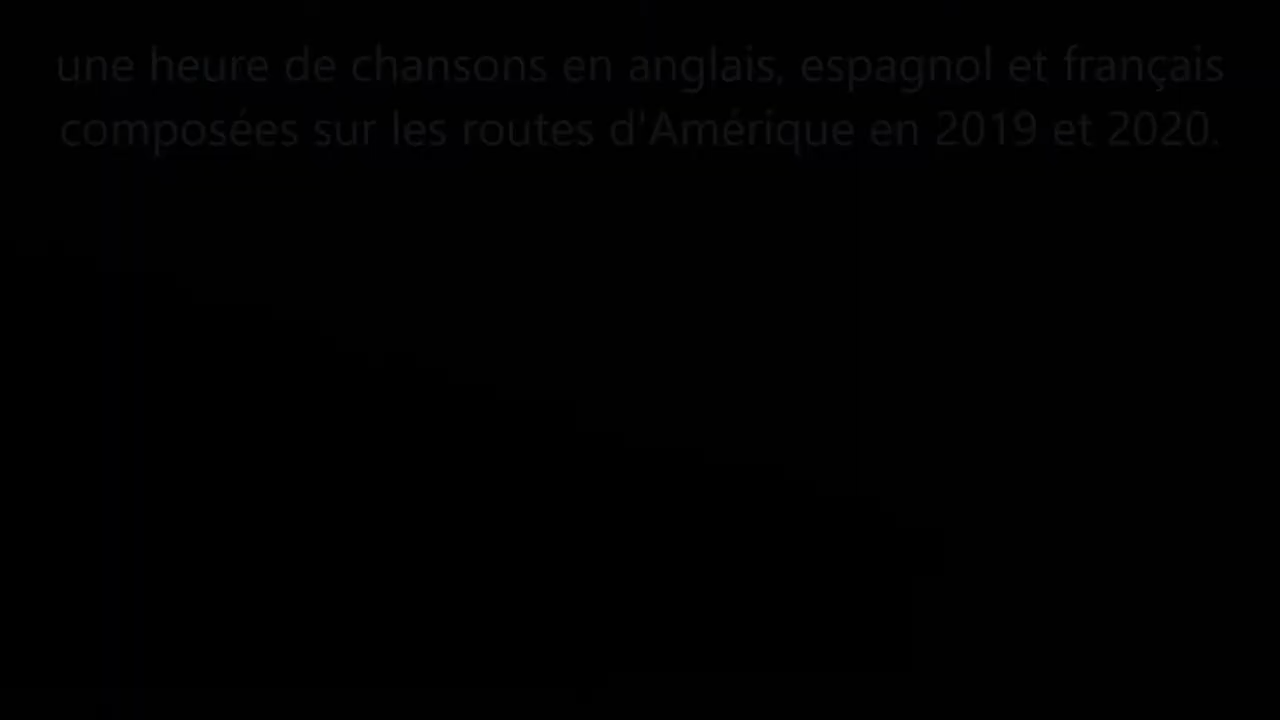 une heure de chansons en anglais, espagnol et français
composées sur les routes d'Amérique en 2019 et 2020.